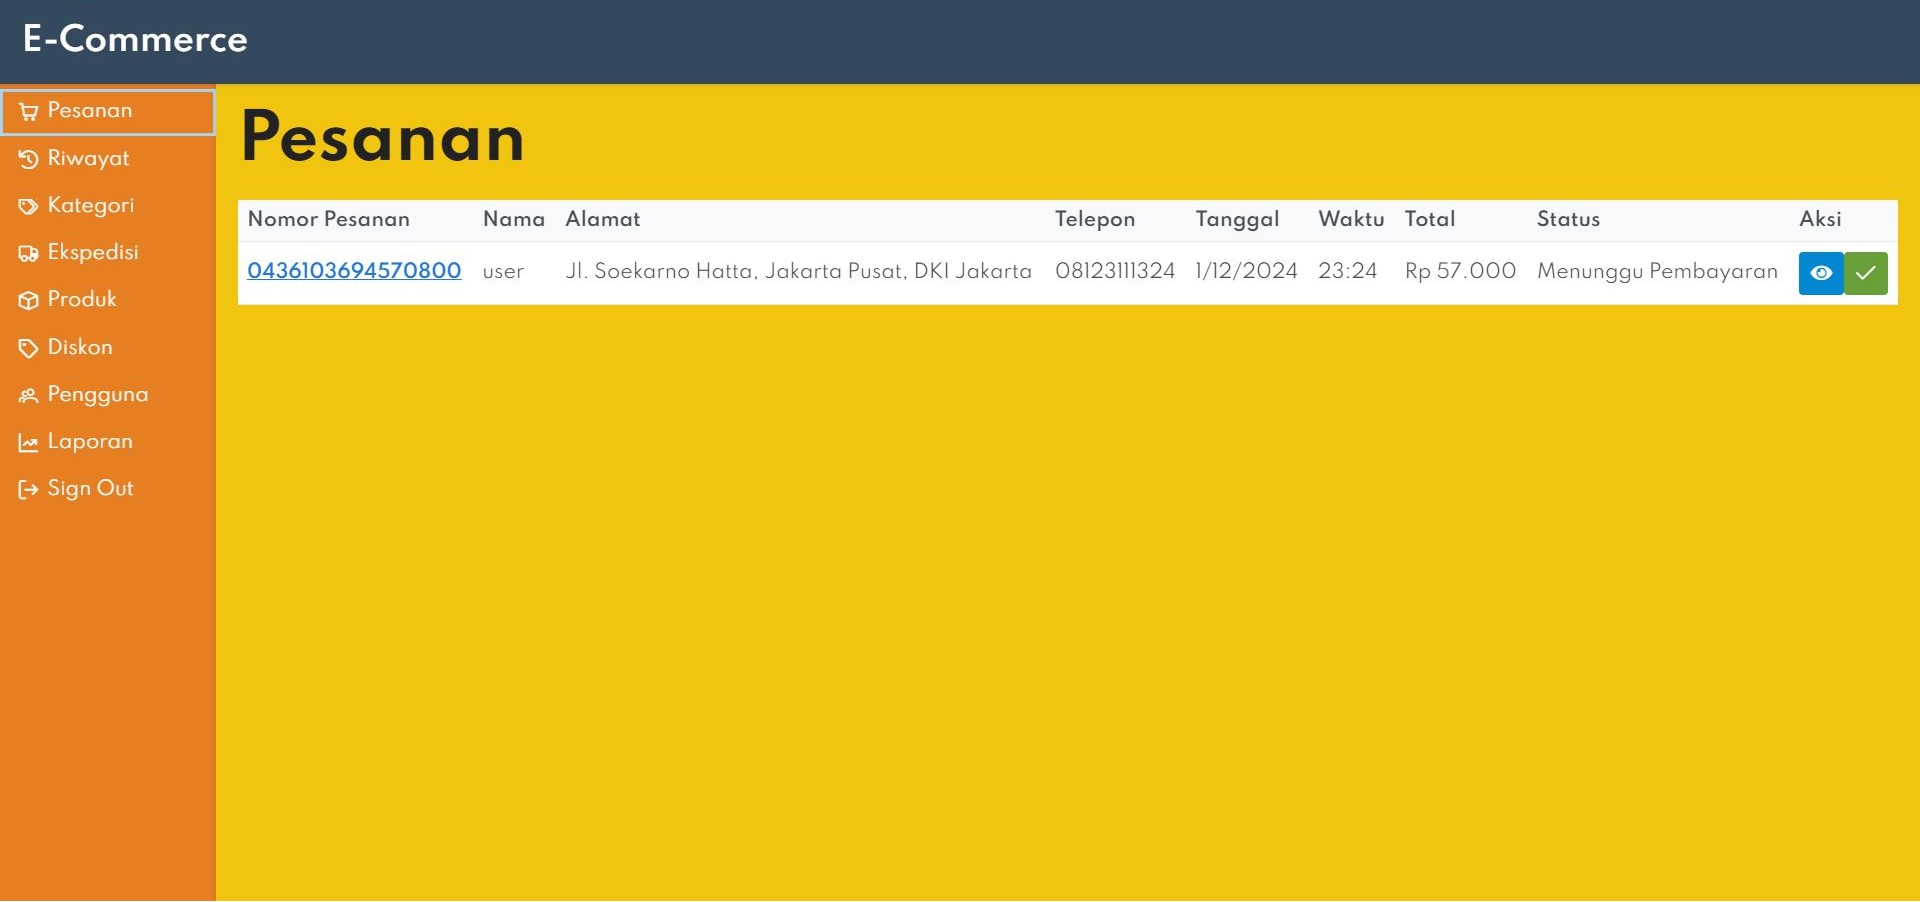 E-Commerce
Pesanan
Riwayat
Kategori
Ekspedisi
Produk
Diskon
Pengguna
Laporan
Sign Out
Pesanan
Nomor Pesanan Nama Alamat Telepon Tanggal Waktu Total Status Aksi
0436103694570800 user Jl. Soekarno Hatta, Jakarta Pusat, DKI Jakarta 08123111324 1/12/2024 23:24 Rp 57.000 Menunggu Pembayaran